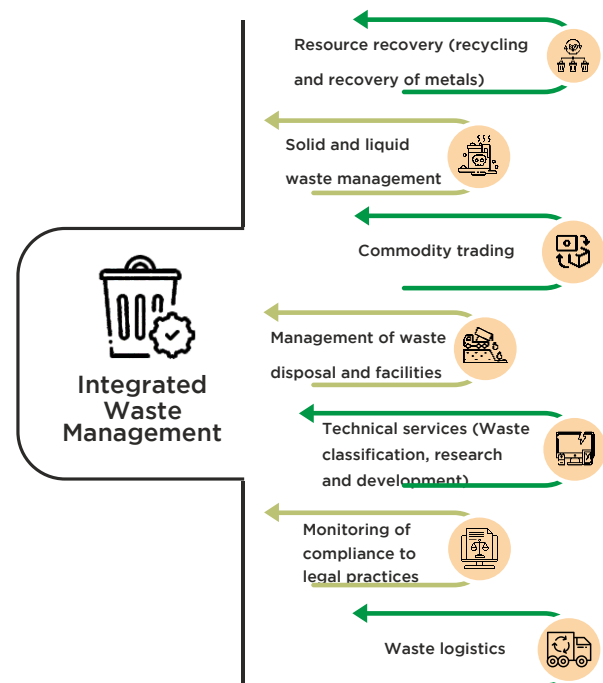 Resource recovery (recycling
and recovery of metals)
Solid and liquid
waste management
Commodity trading
Management of waste
disposal and facilities
Integrated
Waste
Management
Technical services (Waste
classification, research
and development)
Monitoring of
compliance to
legal practices
Waste logistics